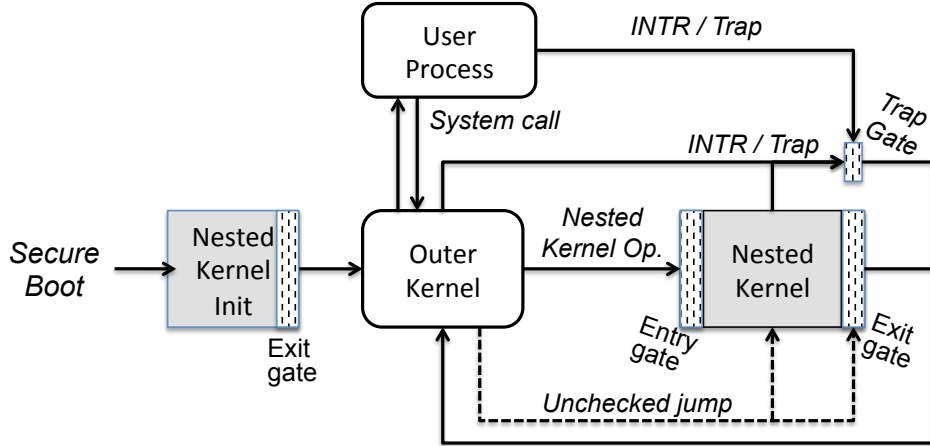 User
Process
INTR / Trap
System call
INTR / Trap
Trap
Gate
Secure
Boot
Nested
Kernel
Init
Exit
gate
Outer
Kernel
Nested
Kernel Op.
Entry
gate
Nested
Kernel
Exit
gate
Unchecked jump